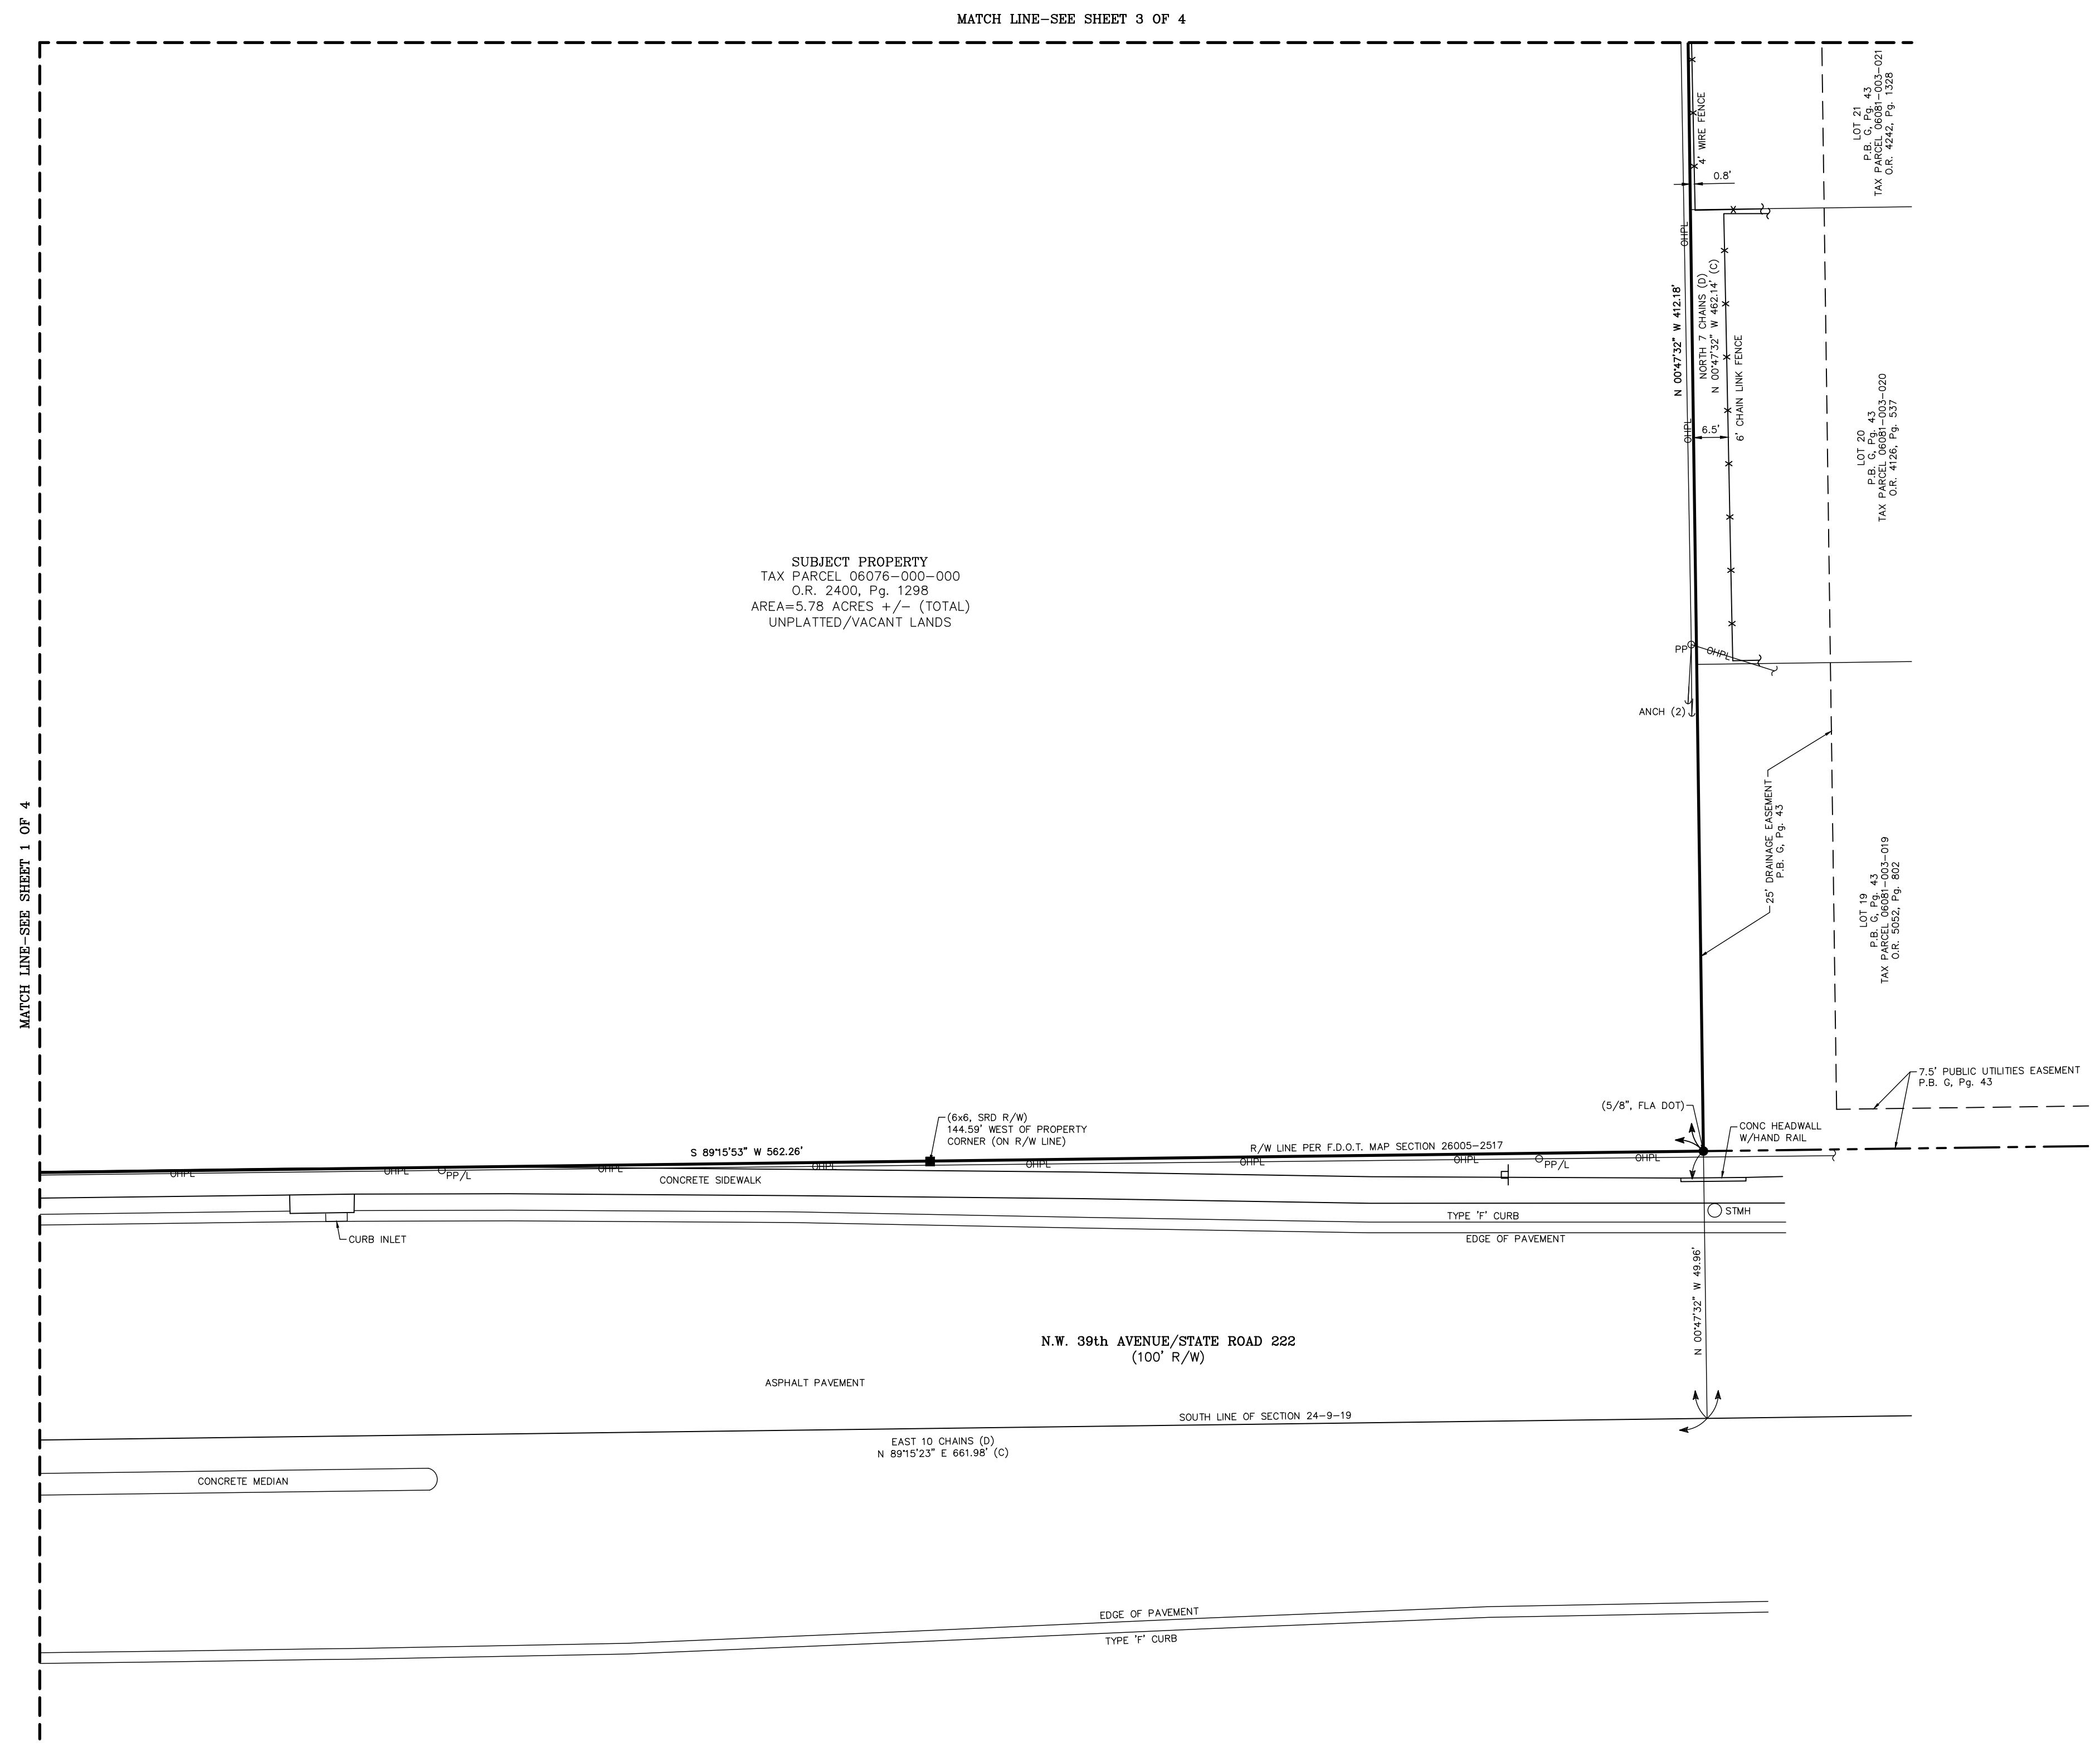 MATCH LINE-SEE SHEET 3 OF 4
MATCH LINE-SEE SHEET 1 OF 4
LOT 21
P.B. G, Pg. 43
TAX PARCEL 06081-003-021
O.R. 4242, Pg. 1328
4' WIRE FENCE
0.8'
OHPL
N 00°47'32" W 412.18'
NORTH 7 CHAINS (D)
N 00°47'32" W 462.14' (C)
6' CHAIN LINK FENCE
OHPL
6.5'
LOT 20
P.B. G, Pg. 43
TAX PARCEL 06081-003-020
O.R. 4126, Pg. 537
SUBJECT PROPERTY
TAX PARCEL 06076-000-000
O.R. 2400, Pg. 1298
AREA=5.78 ACRES +/- (TOTAL)
UNPLATTED/VACANT LANDS
PP
OHPL
ANCH (2)
25' DRAINAGE EASEMENT
P.B. G, Pg. 43
LOT 19
P.B. G, Pg. 43
TAX PARCEL 06081-003-019
O.R. 5052, Pg. 802
7.5' PUBLIC UTILITIES EASEMENT
P.B. G, Pg. 43
(5/8", FLA DOT)
(6x6, SRD R/W)
144.59' WEST OF PROPERTY
CORNER (ON R/W LINE)
CONC HEADWALL
W/HAND RAIL
S 89°15'53" W 562.26'
R/W LINE PER F.D.O.T. MAP SECTION 26005-2517
OHPL
OHPL
PP/L
OHPL
OHPL
OHPL
OHPL
OHPL
PP/L
OHPL
CONCRETE SIDEWALK
TYPE 'F' CURB
STMH
CURB INLET
EDGE OF PAVEMENT
N 00°47'32" W 49.96'
N.W. 39th AVENUE/STATE ROAD 222
(100' R/W)
ASPHALT PAVEMENT
SOUTH LINE OF SECTION 24-9-19
EAST 10 CHAINS (D)
N 89°15'23" E 661.98' (C)
CONCRETE MEDIAN
EDGE OF PAVEMENT
TYPE 'F' CURB